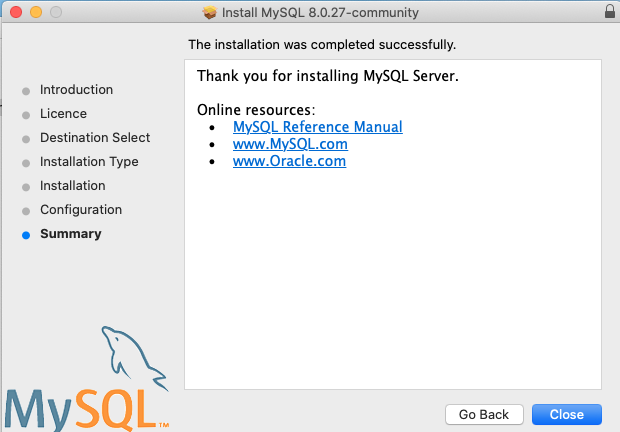 Install MySQL 8.0.27-community
The installation was completed successfully.
Introduction
Licence
Destination Select
Installation Type
Installation
Configuration
Summary
Thank you for installing MySQL Server.
Online resources:
• MySQL Reference Manual
• www.MySQL.com
• www.Oracle.com
MySQL™
Go Back
Close